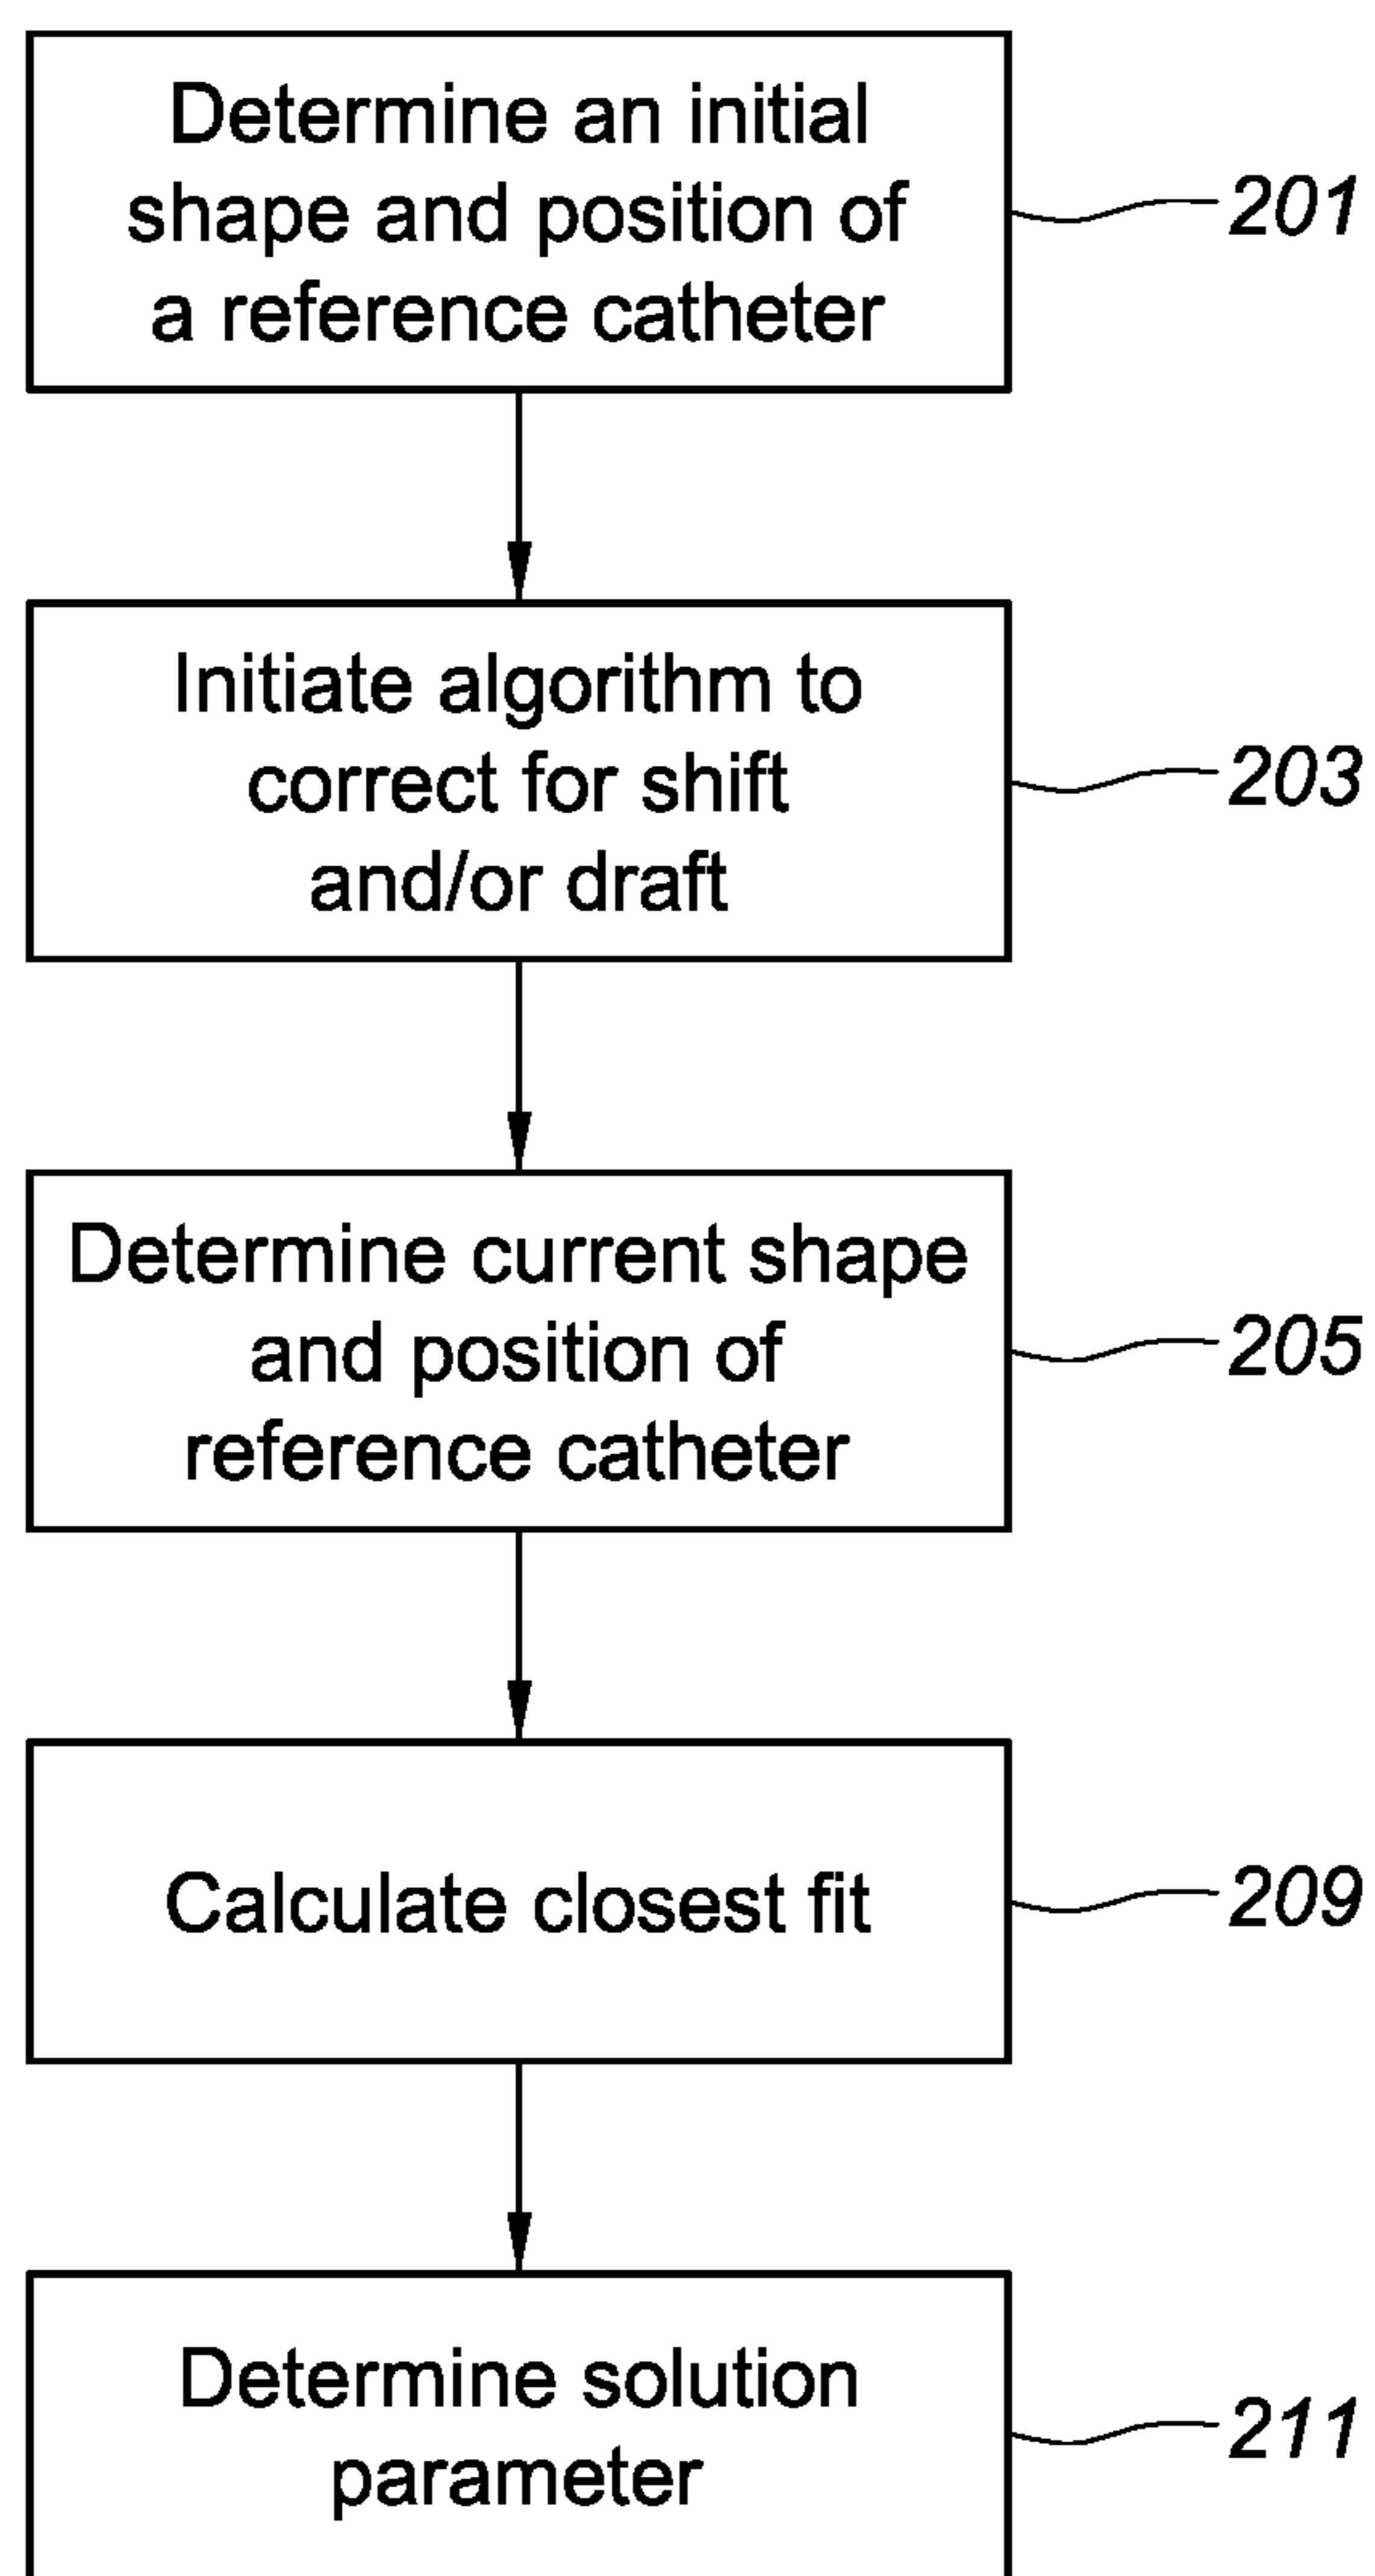 Determine an initial
shape and position of
a reference catheter
201
Initiate algorithm to
correct for shift
and/or draft
203
Determine current shape
and position of
reference catheter
205
Calculate closest fit
209
Determine solution
parameter
211